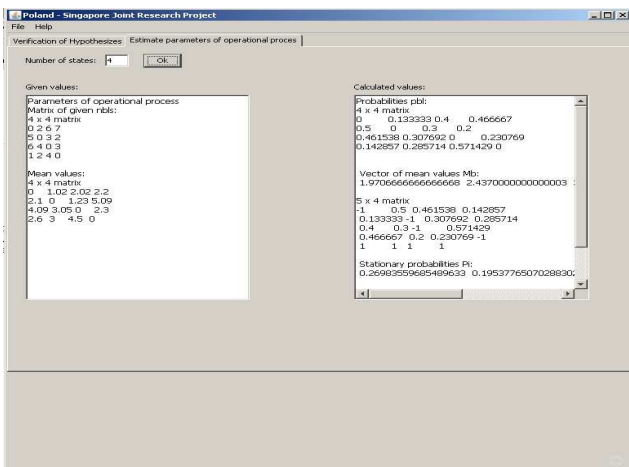 Poland - Singapore Joint Research Project
File Help
Verification of Hypothesizes Estimate parameters of operational proces
Number of states: 4 Ok
Given values:
Parameters of operational process
Matrix of given nbls:
4 x 4 matrix
0 2 6 7
5 0 3 2
6 4 0 3
1 2 4 0
Mean values:
4 x 4 matrix
0 1.02 2.02 2.2
2.1 0 1.23 5.09
4.09 3.05 0 2.3
2.6 3 4.5 0
Calculated values:
Probabilities pbl:
4 x 4 matrix
0 0.133333 0.4 0.466667
0.5 0 0.3 0.2
0.461538 0.307692 0 0.230769
0.142857 0.285714 0.571429 0
Vector of mean values Mb:
1.9706666666666668 2.4370000000000003
5 x 4 matrix
-1 0.5 0.461538 0.142857
0.133333 -1 0.307692 0.285714
0.4 0.3 -1 0.571429
0.466667 0.2 0.230769 -1
1 1 1 1
Stationary probabilities Pi:
0.26983559685489633 0.1953776507028830